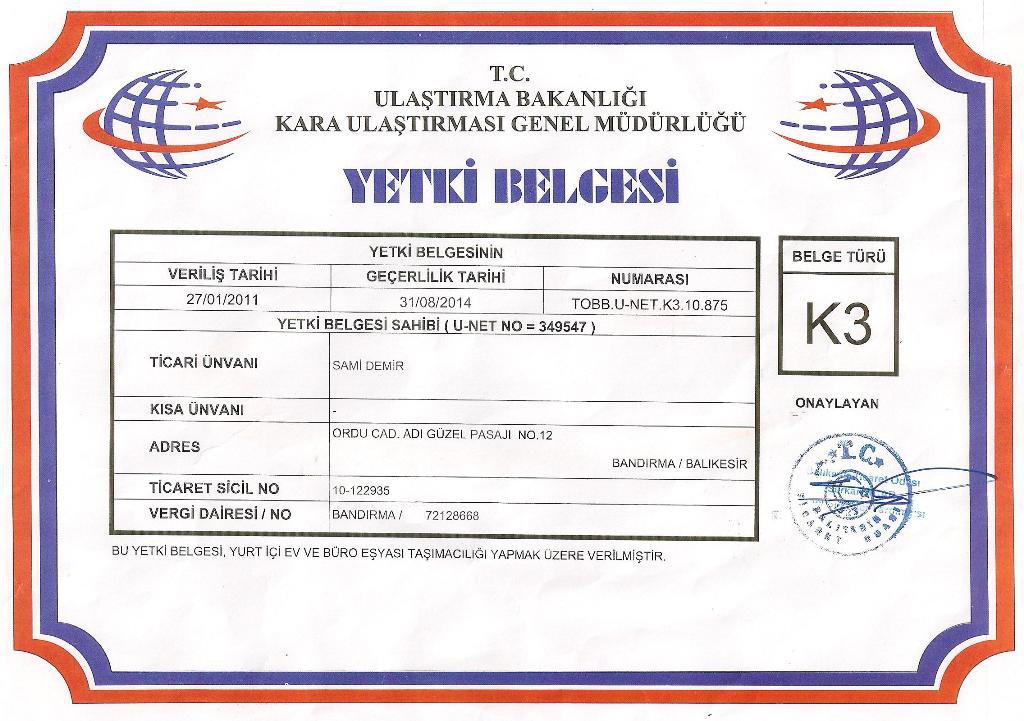 T.C.
ULAŞTIRMA BAKANLIĞI
KARA ULAŞTIRMASI GENEL MÜDÜRLÜĞÜ
YETKİ BELGESİ
YETKİ BELGESİNİN
VERİLİŞ TARİHİ GEÇERLİLİK TARİHİ NUMARASI
27/01/2011 31/08/2014 TOBB.U-NET.K3.10.875
YETKİ BELGESİ SAHİBİ ( U-NET NO = 349547 )
TİCARİ ÜNVANI SAMİ DEMİR
KISA ÜNVANI -
ADRES ORDU CAD. ADI GÜZEL PASAJI NO.12
BANDIRMA / BALIKESİR
TİCARET SİCİL NO 10-122935
VERGİ DAİRESİ / NO BANDIRMA / 72128668
BU YETKİ BELGESİ, YURT İÇİ EV VE BÜRO EŞYASI TAŞIMACILIĞI YAPMAK ÜZERE VERİLMİŞTİR.
BELGE TÜRÜ
K3
ONAYLAYAN
T.C.
BALIKESİR
TİCARET ODASI